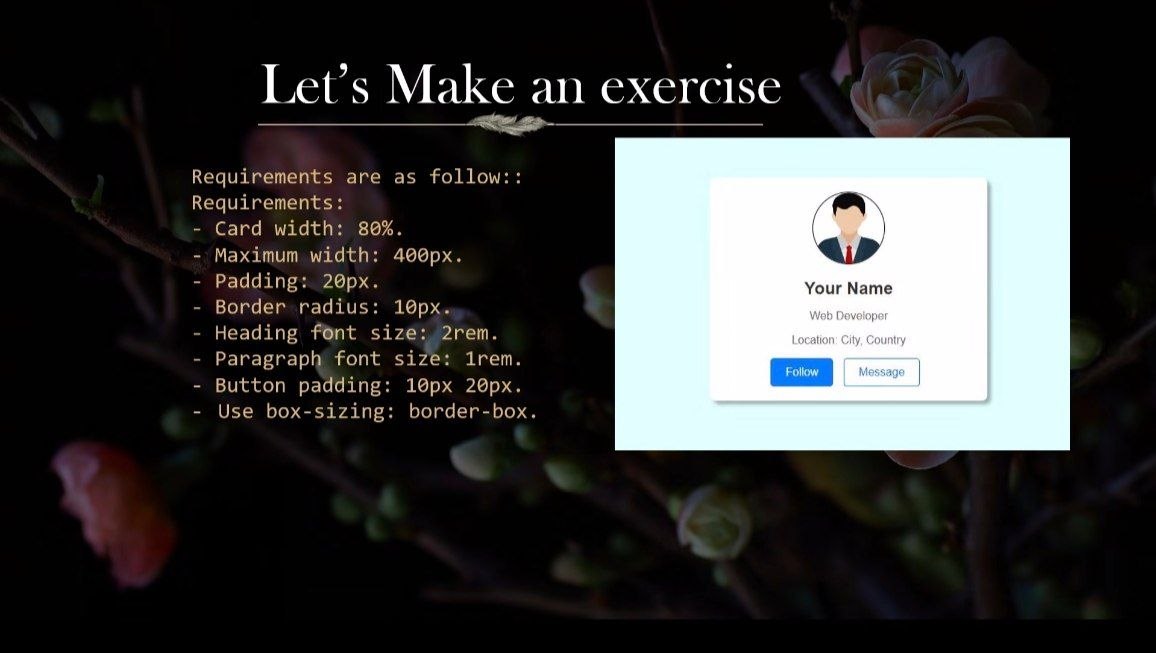 Let's Make an exercise
Requirements are as follow::
Requirements:
- Card width: 80%.
- Maximum width: 400px.
- Padding: 20px.
- Border radius: 10px.
- Heading font size: 2rem.
- Paragraph font size: 1rem.
- Button padding: 10px 20px.
- Use box-sizing: border-box.
Your Name
Web Developer
Location: City, Country
Follow Message